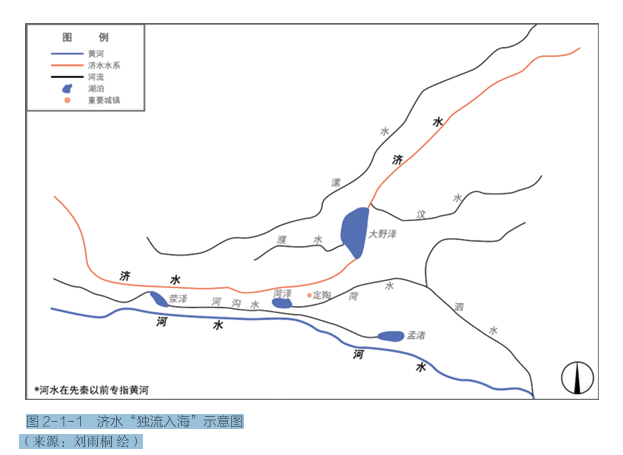 图 例
黄河
济水水系
河流
湖泊
重要城镇
水
水
济
漯
水
汶
濮 水
大野泽
济 水
荥泽
河 沟 水
菏泽
定陶
菏 水
泗 水
河 水
孟渚
河 水
*河水在先秦以前专指黄河
图 2-1-1 济水“独流入海”示意图
（来源：刘雨桐 绘）